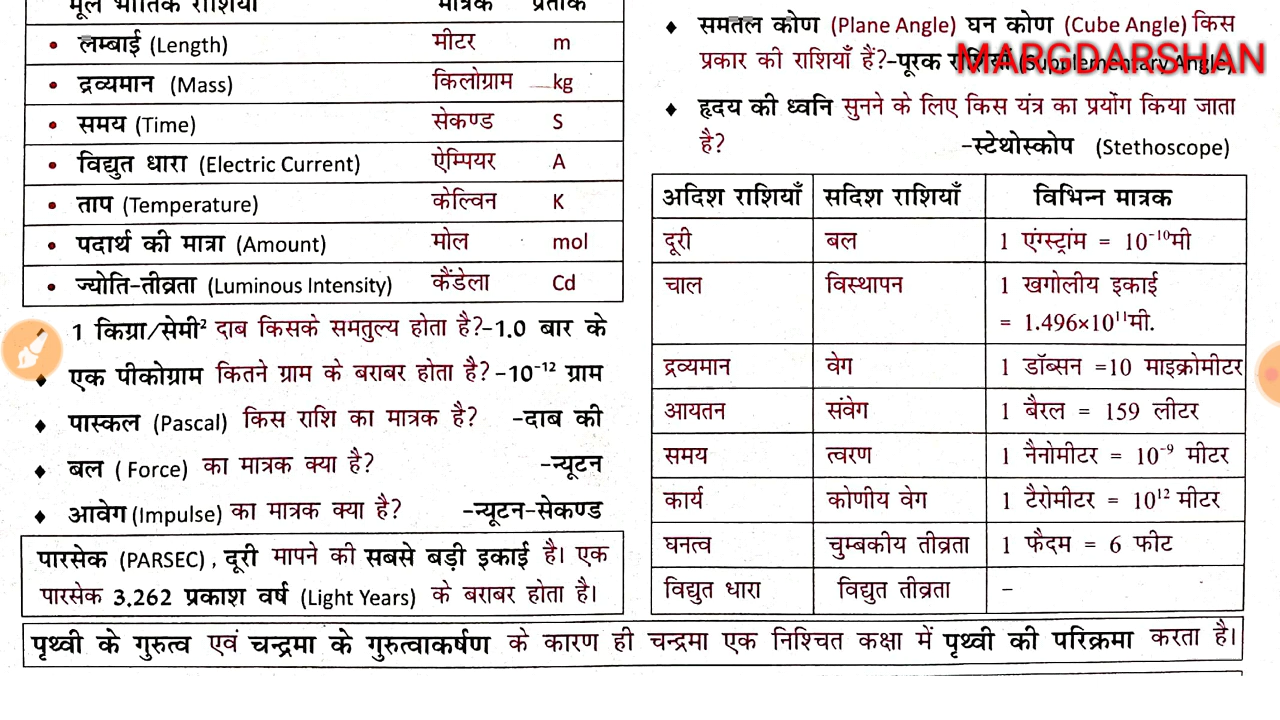 मूल भौतिक राशियाँ मात्रक प्रतीक
• लम्बाई (Length) मीटर m
• द्रव्यमान (Mass) किलोग्राम kg
• समय (Time) सेकण्ड S
• विद्युत धारा (Electric Current) ऐम्पियर A
• ताप (Temperature) केल्विन K
• पदार्थ की मात्रा (Amount) मोल mol
• ज्योति-तीव्रता (Luminous Intensity) कैंडेला Cd
♦ 1 किग्रा/सेमी² दाब किसके समतुल्य होता है?-1.0 बार के
♦ एक पीकोग्राम कितने ग्राम के बराबर होता है?-10⁻¹² ग्राम
♦ पास्कल (Pascal) किस राशि का मात्रक है? -दाब की
♦ बल ( Force) का मात्रक क्या है? -न्यूटन
♦ आवेग (Impulse) का मात्रक क्या है? -न्यूटन-सेकण्ड
पारसेक (PARSEC), दूरी मापने की सबसे बड़ी इकाई है। एक
पारसेक 3.262 प्रकाश वर्ष (Light Years) के बराबर होता है।
♦ समतल कोण (Plane Angle) घन कोण (Cube Angle) किस
प्रकार की राशियाँ हैं?-पूरक राशियाँ (Supplementary Angle)
MARGDARSHAN
♦ हृदय की ध्वनि सुनने के लिए किस यंत्र का प्रयोग किया जाता
है? -स्टेथोस्कोप (Stethoscope)
अदिश राशियाँ सदिश राशियाँ विभिन्न मात्रक
दूरी बल 1 एंग्स्ट्रांम = 10⁻¹⁰मी
चाल विस्थापन 1 खगोलीय इकाई
= 1.496×10¹¹मी.
द्रव्यमान वेग 1 डॉब्सन =10 माइक्रोमीटर
आयतन संवेग 1 बैरल = 159 लीटर
समय त्वरण 1 नैनोमीटर = 10⁻⁹ मीटर
कार्य कोणीय वेग 1 टैरोमीटर = 10¹² मीटर
घनत्व चुम्बकीय तीव्रता 1 फैदम = 6 फीट
विद्युत धारा विद्युत तीव्रता –
पृथ्वी के गुरुत्व एवं चन्द्रमा के गुरुत्वाकर्षण के कारण ही चन्द्रमा एक निश्चित कक्षा में पृथ्वी की परिक्रमा करता है।